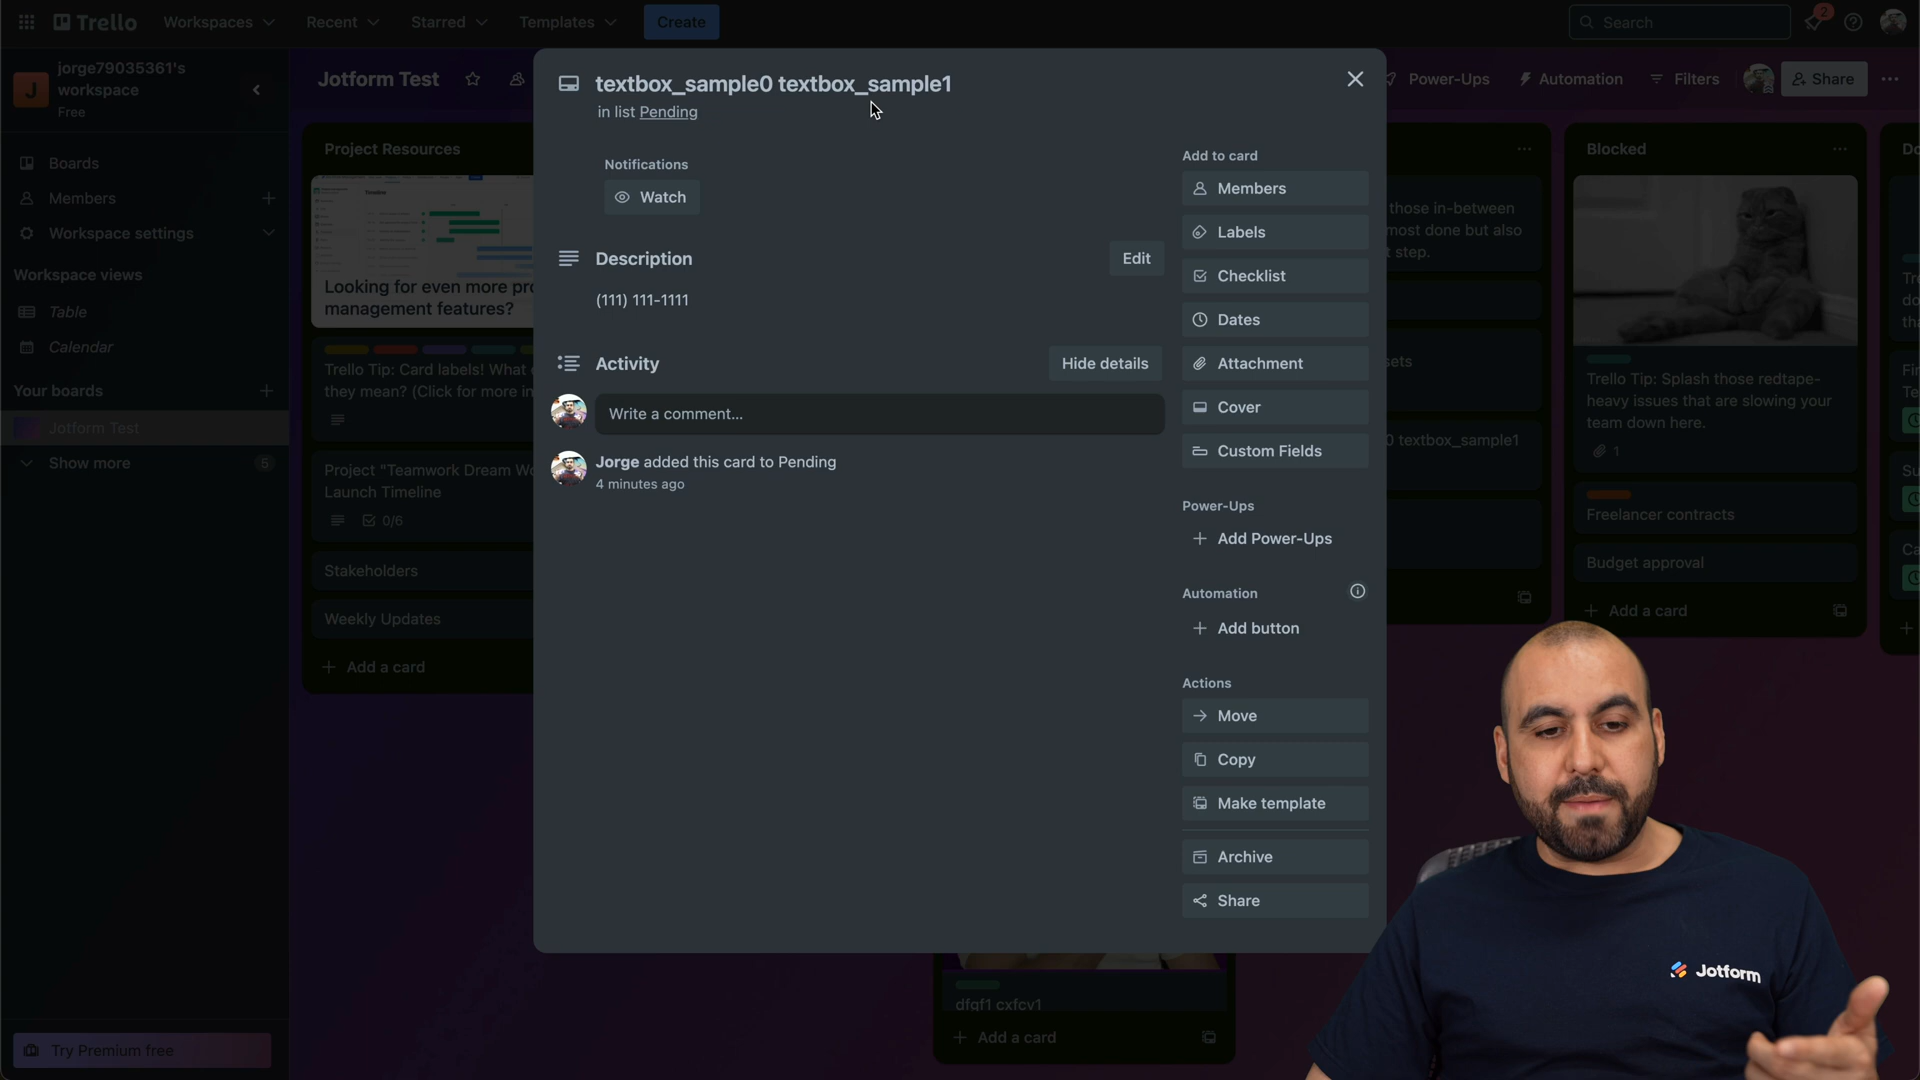 Trello
Workspaces
Recent
Starred
Templates
Create
Search
2
J
jorge79035361's
workspace
Free
Boards
Members
Workspace settings
Workspace views
Table
Calendar
Your boards
Jotform Test
Show more
5
Try Premium free
Jotform Test
Power-Ups
Automation
Filters
Share
Project Resources
Looking for even more
management features?
Trello Tip: Card labels! What
they mean? (Click for more
Project "Teamwork Dream
Launch Timeline
0/6
Stakeholders
Weekly Updates
Add a card
textbox_sample0 textbox_sample1
in list Pending
Notifications
Watch
Description
Edit
(111) 111-1111
Activity
Hide details
Write a comment...
Jorge added this card to Pending
4 minutes ago
Add to card
Members
Labels
Checklist
Dates
Attachment
Cover
Custom Fields
Power-Ups
Add Power-Ups
Automation
Add button
Actions
Move
Copy
Make template
Archive
Share
those in-between
most done but also
step.
textbox_sample1
Blocked
Trello Tip: Splash those redtape-
heavy issues that are slowing your
team down here.
1
Freelancer contracts
Budget approval
Add a card
dfgf1 cxfcv1
Add a card
Jotform